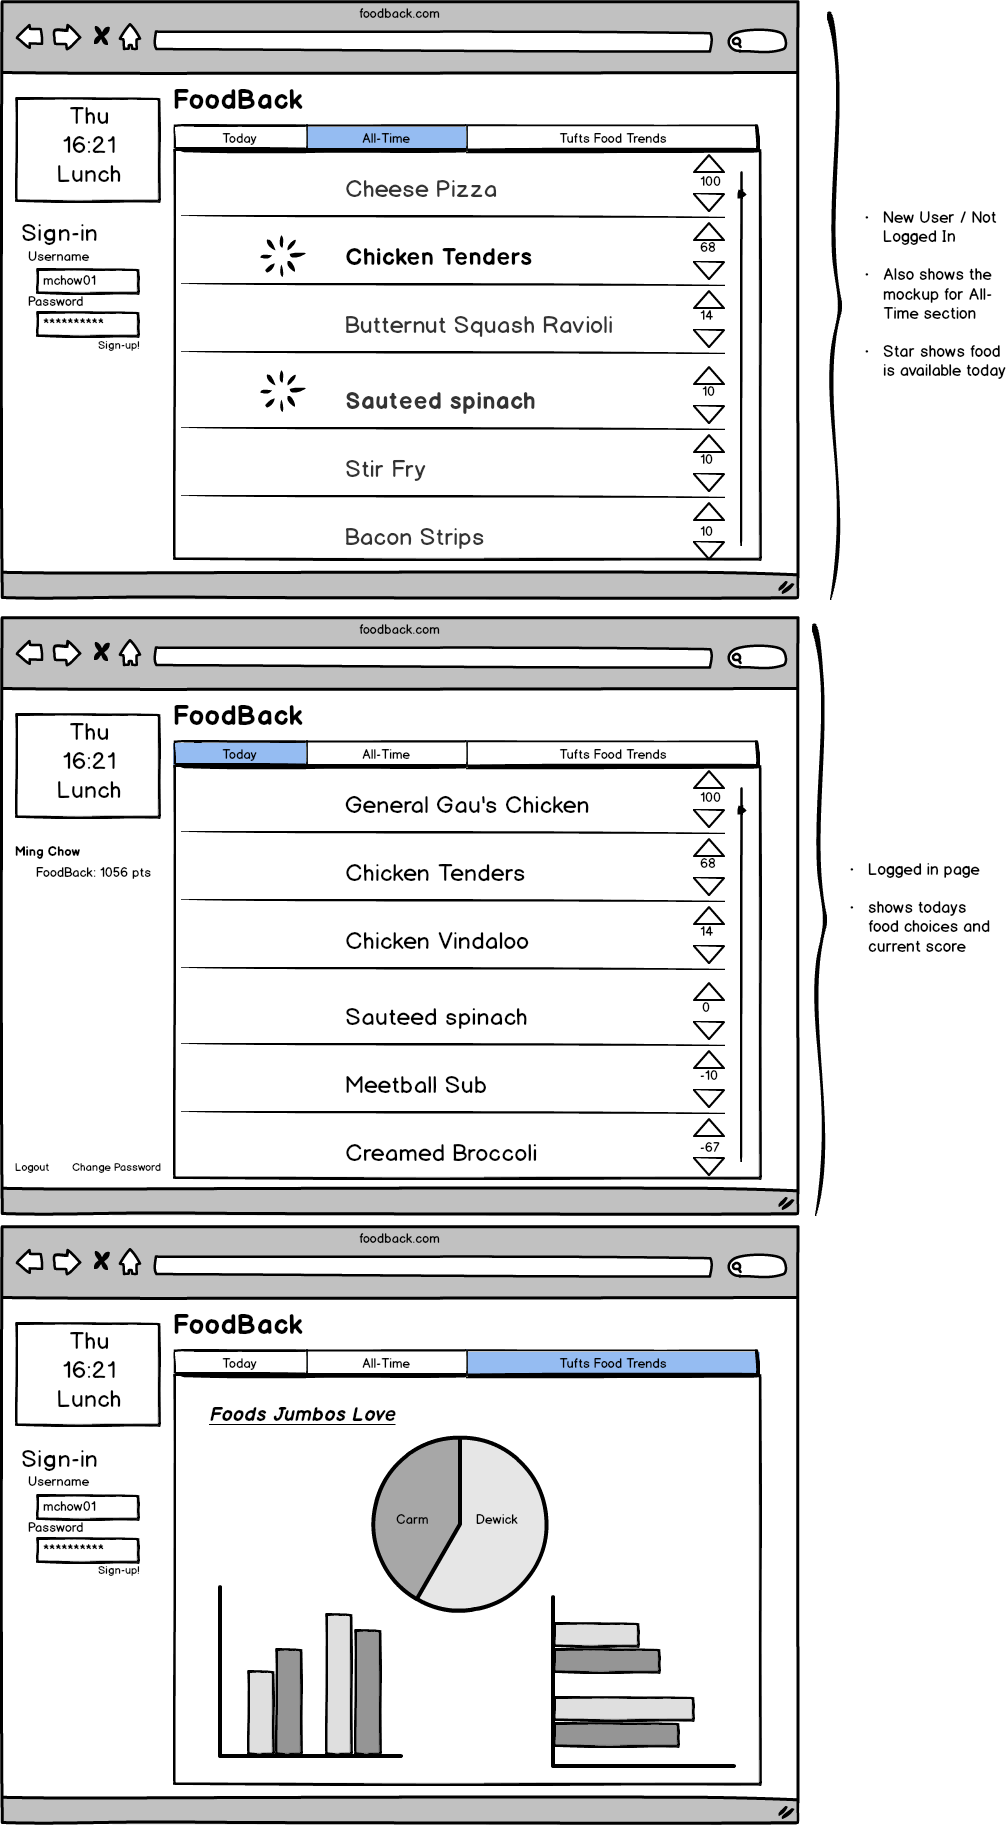 foodback.com
FoodBack
Thu
16:21
Lunch
Today
All-Time
Tufts Food Trends
Sign-in
Username
mchow01
Password
**********
Sign-up!
Cheese Pizza
100
Chicken Tenders
68
Butternut Squash Ravioli
14
Sauteed spinach
10
Stir Fry
10
Bacon Strips
10
· New User / Not
Logged In
· Also shows the
mockup for All-
Time section
· Star shows food
is available today
foodback.com
FoodBack
Thu
16:21
Lunch
Today
All-Time
Tufts Food Trends
Ming Chow
FoodBack: 1056 pts
General Gau's Chicken
100
Chicken Tenders
68
Chicken Vindaloo
14
Sauteed spinach
0
Meetball Sub
-10
Creamed Broccoli
-67
Logout
Change Password
· Logged in page
· shows todays
food choices and
current score
foodback.com
FoodBack
Thu
16:21
Lunch
Today
All-Time
Tufts Food Trends
Sign-in
Username
mchow01
Password
**********
Sign-up!
Foods Jumbos Love
Carm
Dewick